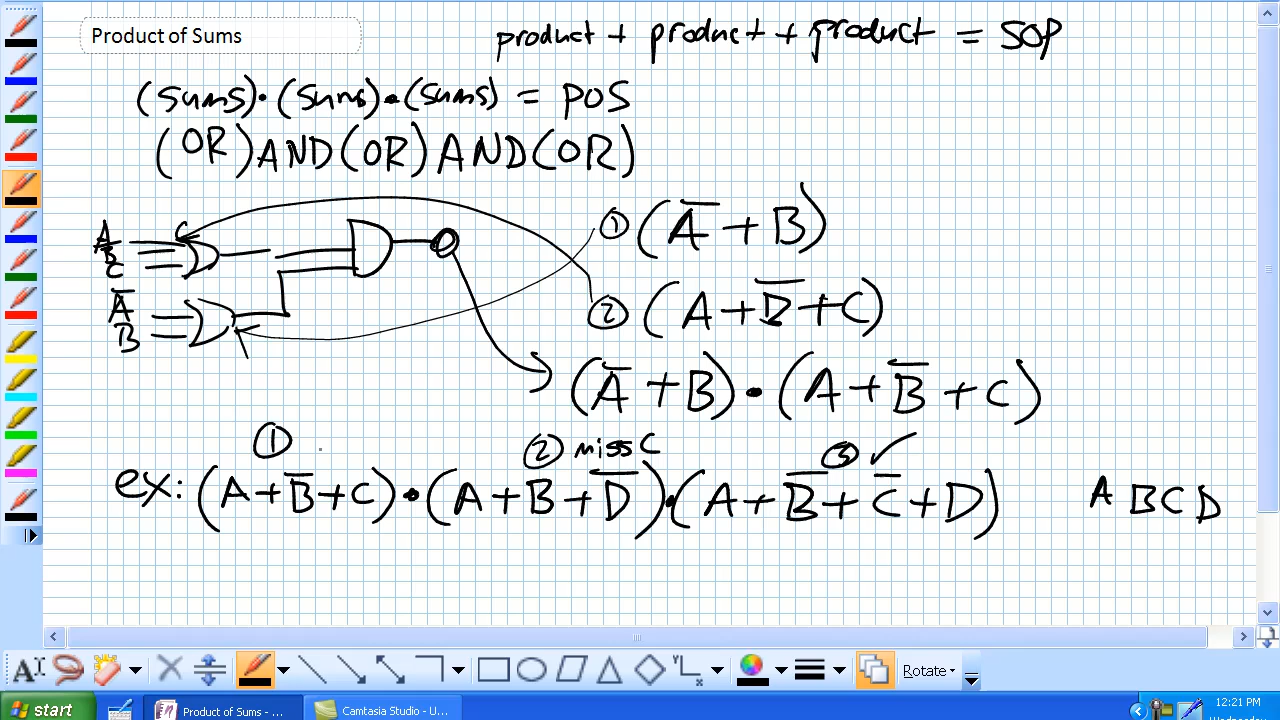 Product of Sums
product + product + product = SOP
(sums)·(sums)·(sums) = POS
(OR)AND(OR)AND(OR)
A
B̅
C
A̅
B
① (A̅ + B)
② (A + D̅ + C)
(A̅ + B)·(A + B̅ + C)
① ② miss C ③ ✓
ex: (A + B̅ + C)·(A + B + D̅)·(A + B̅ + C̅ + D) A B C D
Rotate
start
Product of Sums - ...
Camtasia Studio - U...
12:21 PM